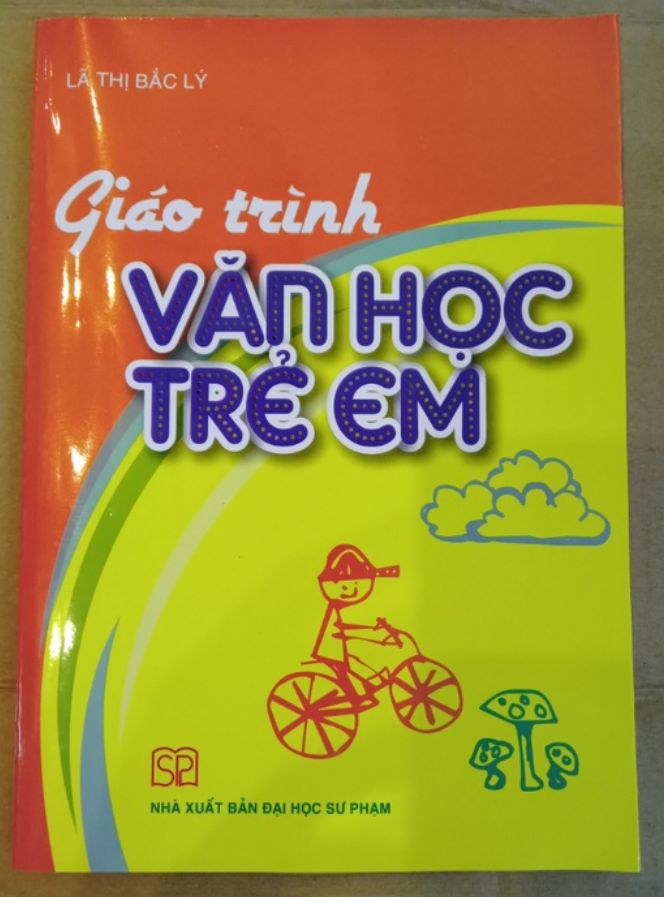 LÃ THỊ BẮC LÝ
Giáo trình
VĂN HỌC
TRẺ EM
SP
NHÀ XUẤT BẢN ĐẠI HỌC SƯ PHẠM